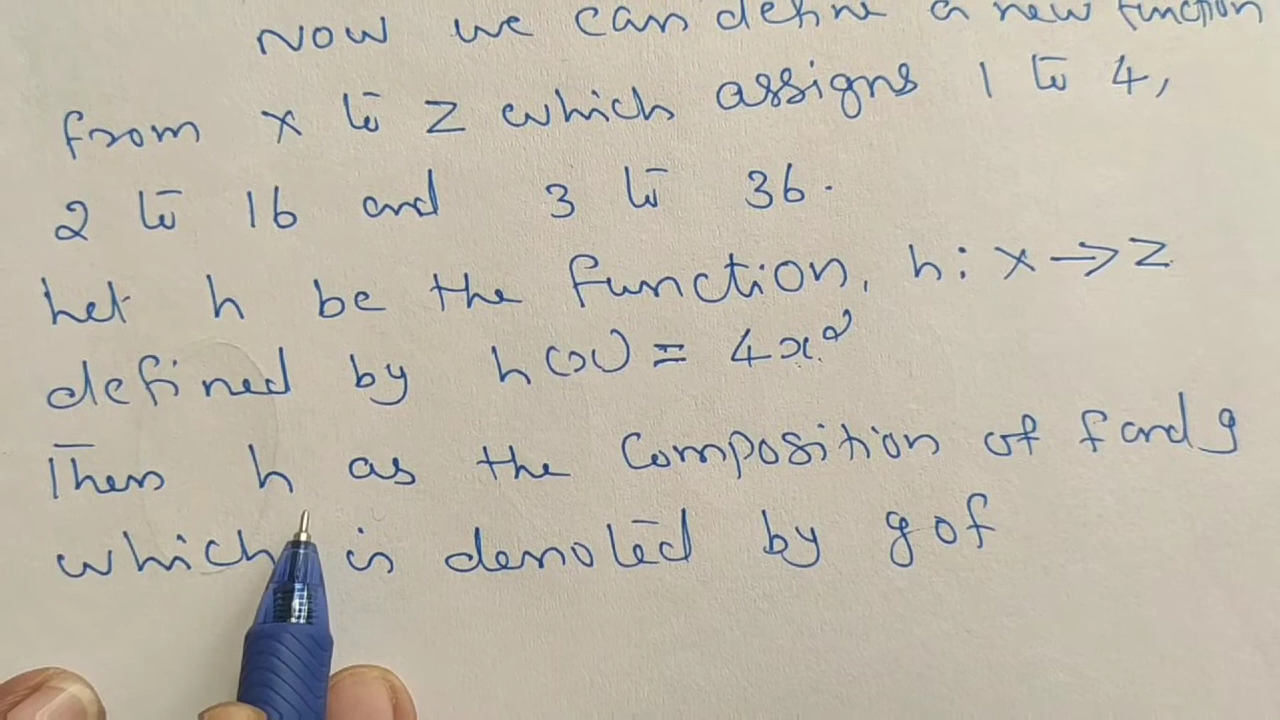 Now we can define a new function
from x to z which assigns 1 to 4,
2 to 16 and 3 to 36.
Let h be the function, h: x → z
defined by h(x) = 4x²
Then h as the Composition of f and g
which is denoted by gof